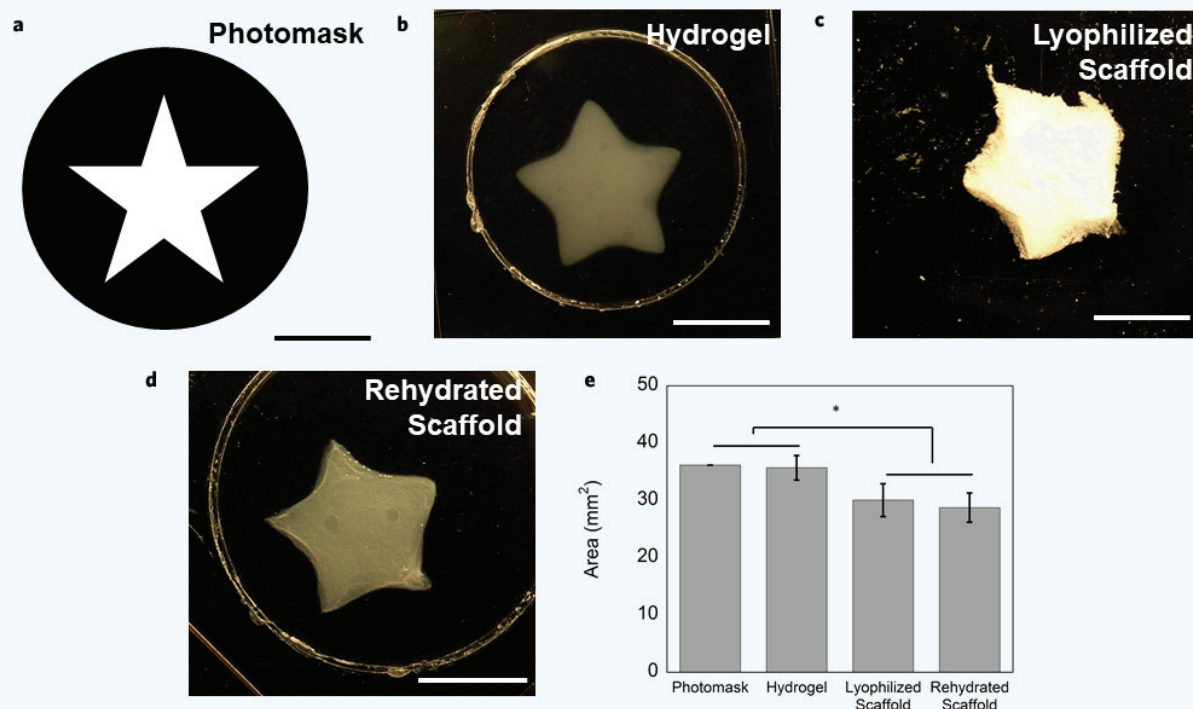 a
Photomask
b
Hydrogel
c
Lyophilized
Scaffold
d
Rehydrated
Scaffold
e
50
40
30
20
10
0
Area (mm²)
*
Photomask
Hydrogel
Lyophilized
Scaffold
Rehydrated
Scaffold